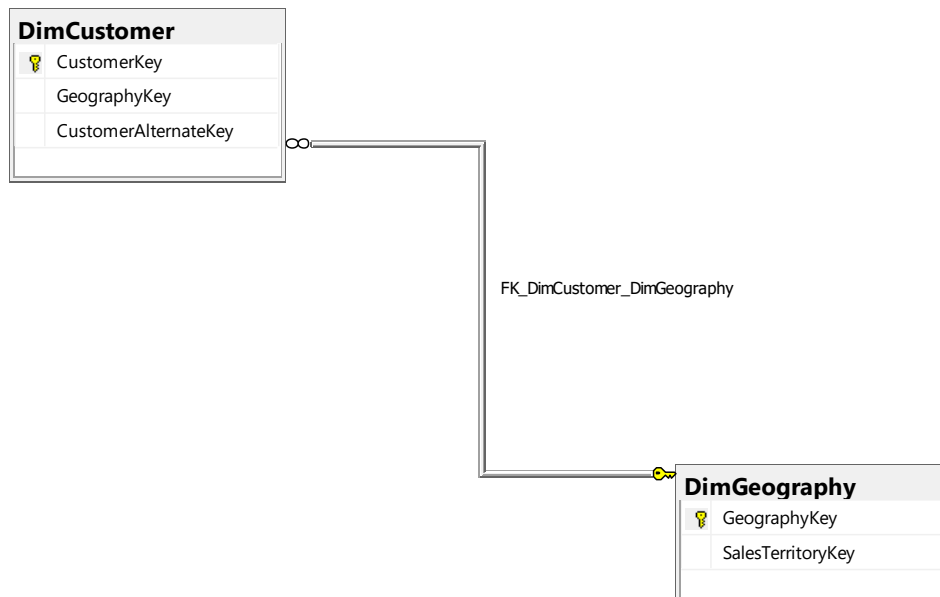 DimCustomer
CustomerKey
GeographyKey
CustomerAlternateKey
FK_DimCustomer_DimGeography
DimGeography
GeographyKey
SalesTerritoryKey